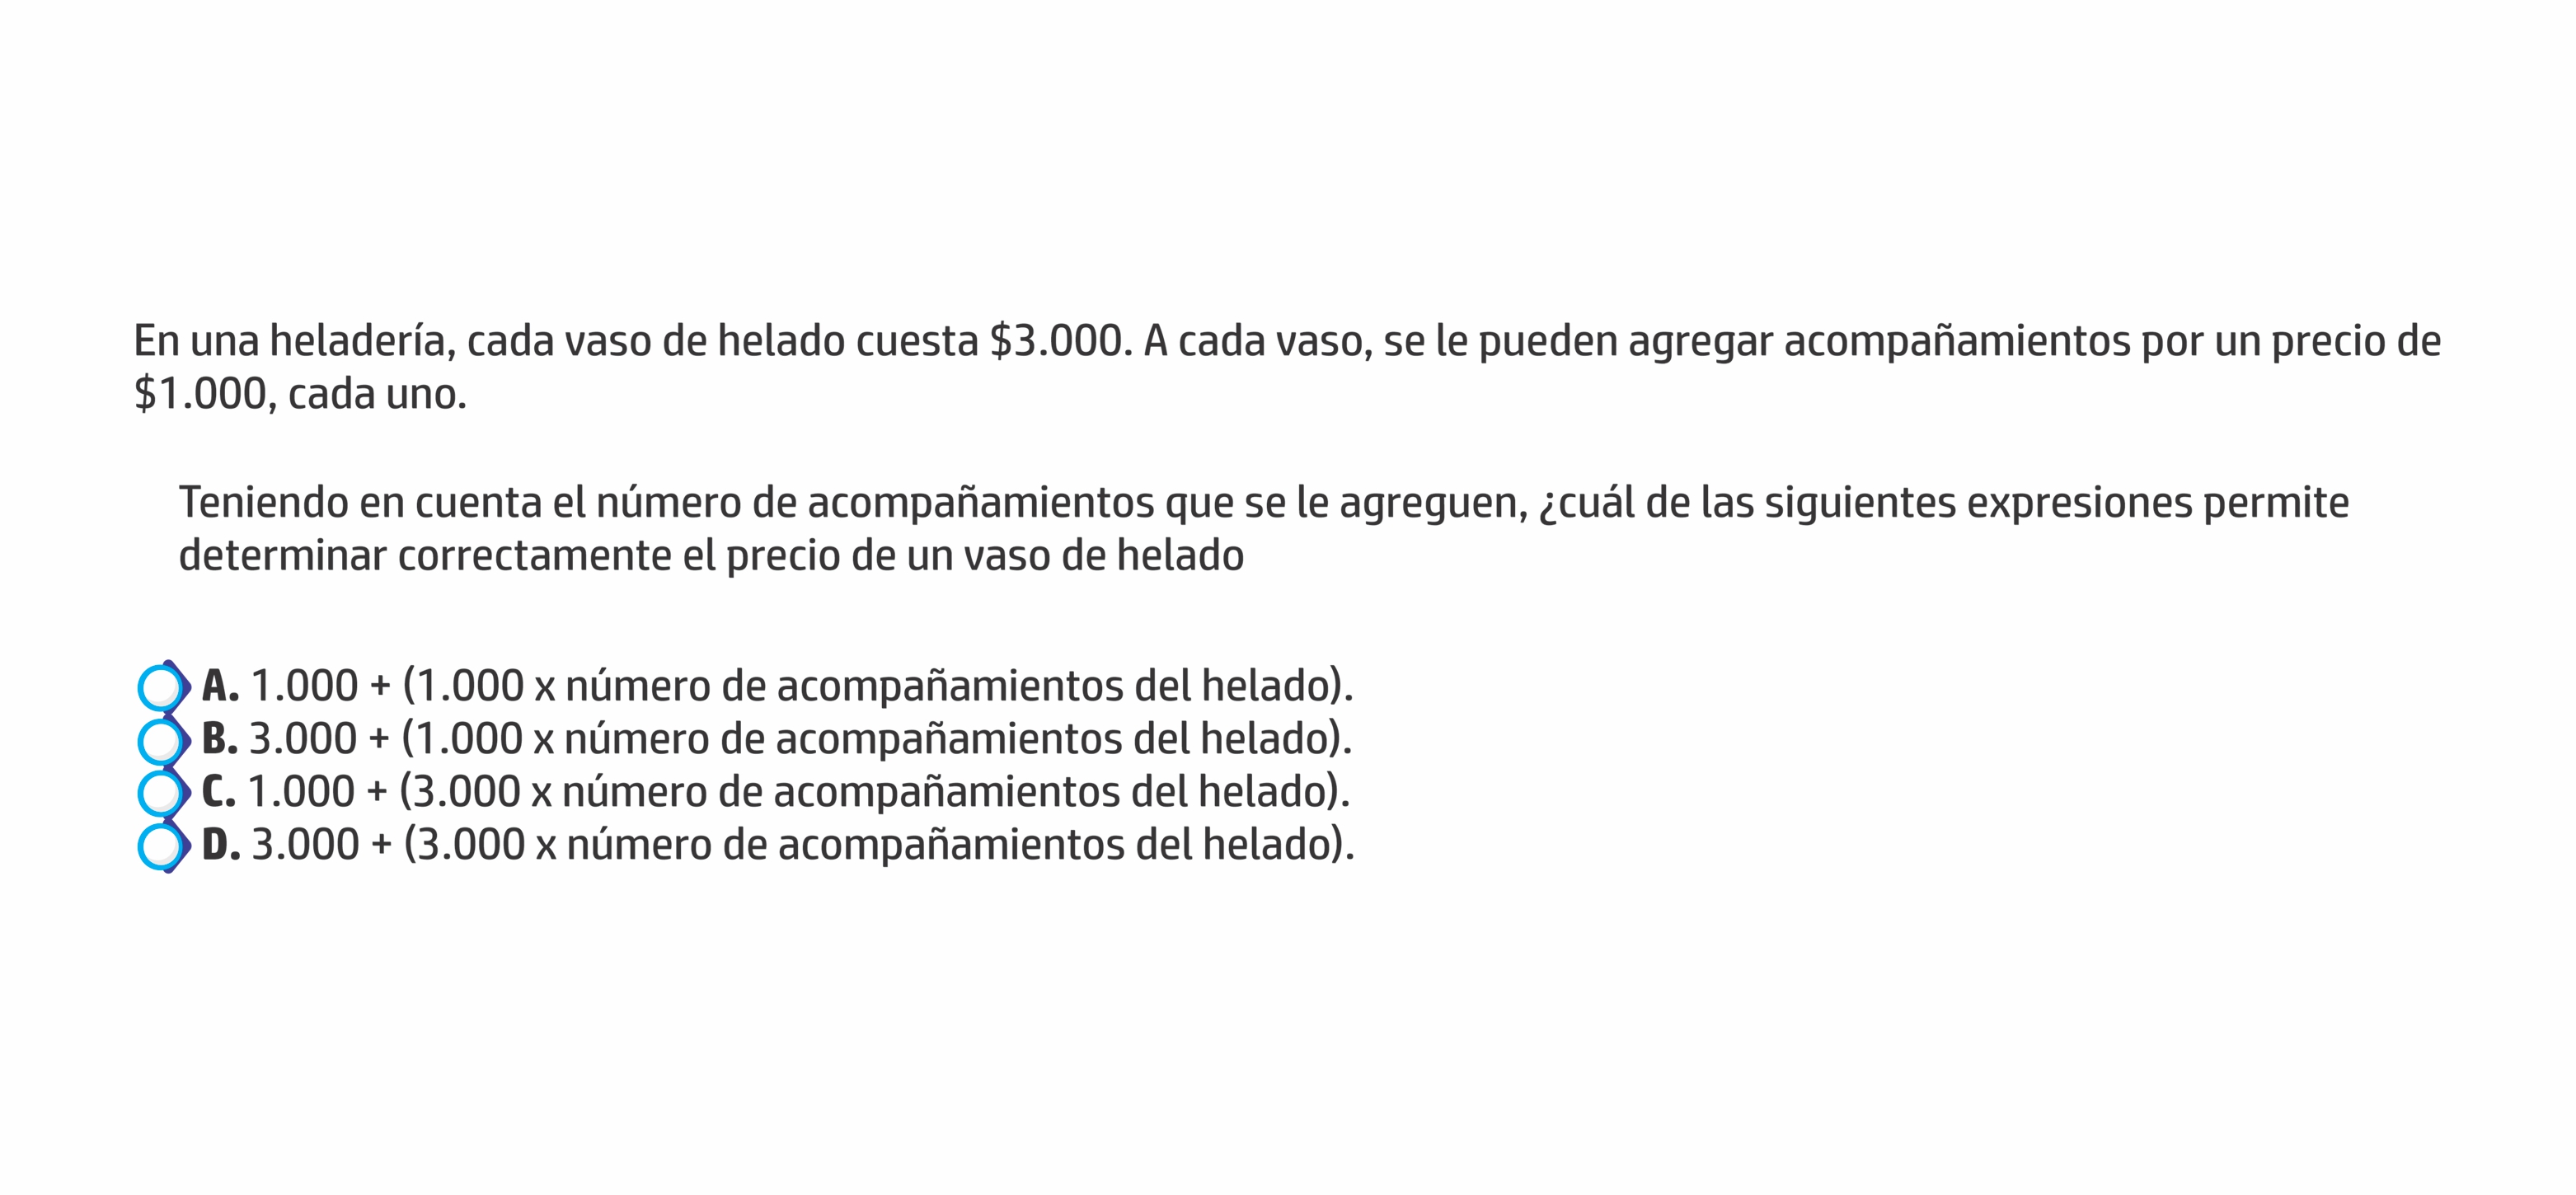 En una heladería, cada vaso de helado cuesta $3.000. A cada vaso, se le pueden agregar acompañamientos por un precio de
$1.000, cada uno.
Teniendo en cuenta el número de acompañamientos que se le agreguen, ¿cuál de las siguientes expresiones permite
determinar correctamente el precio de un vaso de helado
A. 1.000 + (1.000 x número de acompañamientos del helado).
B. 3.000 + (1.000 x número de acompañamientos del helado).
C. 1.000 + (3.000 x número de acompañamientos del helado).
D. 3.000 + (3.000 x número de acompañamientos del helado).